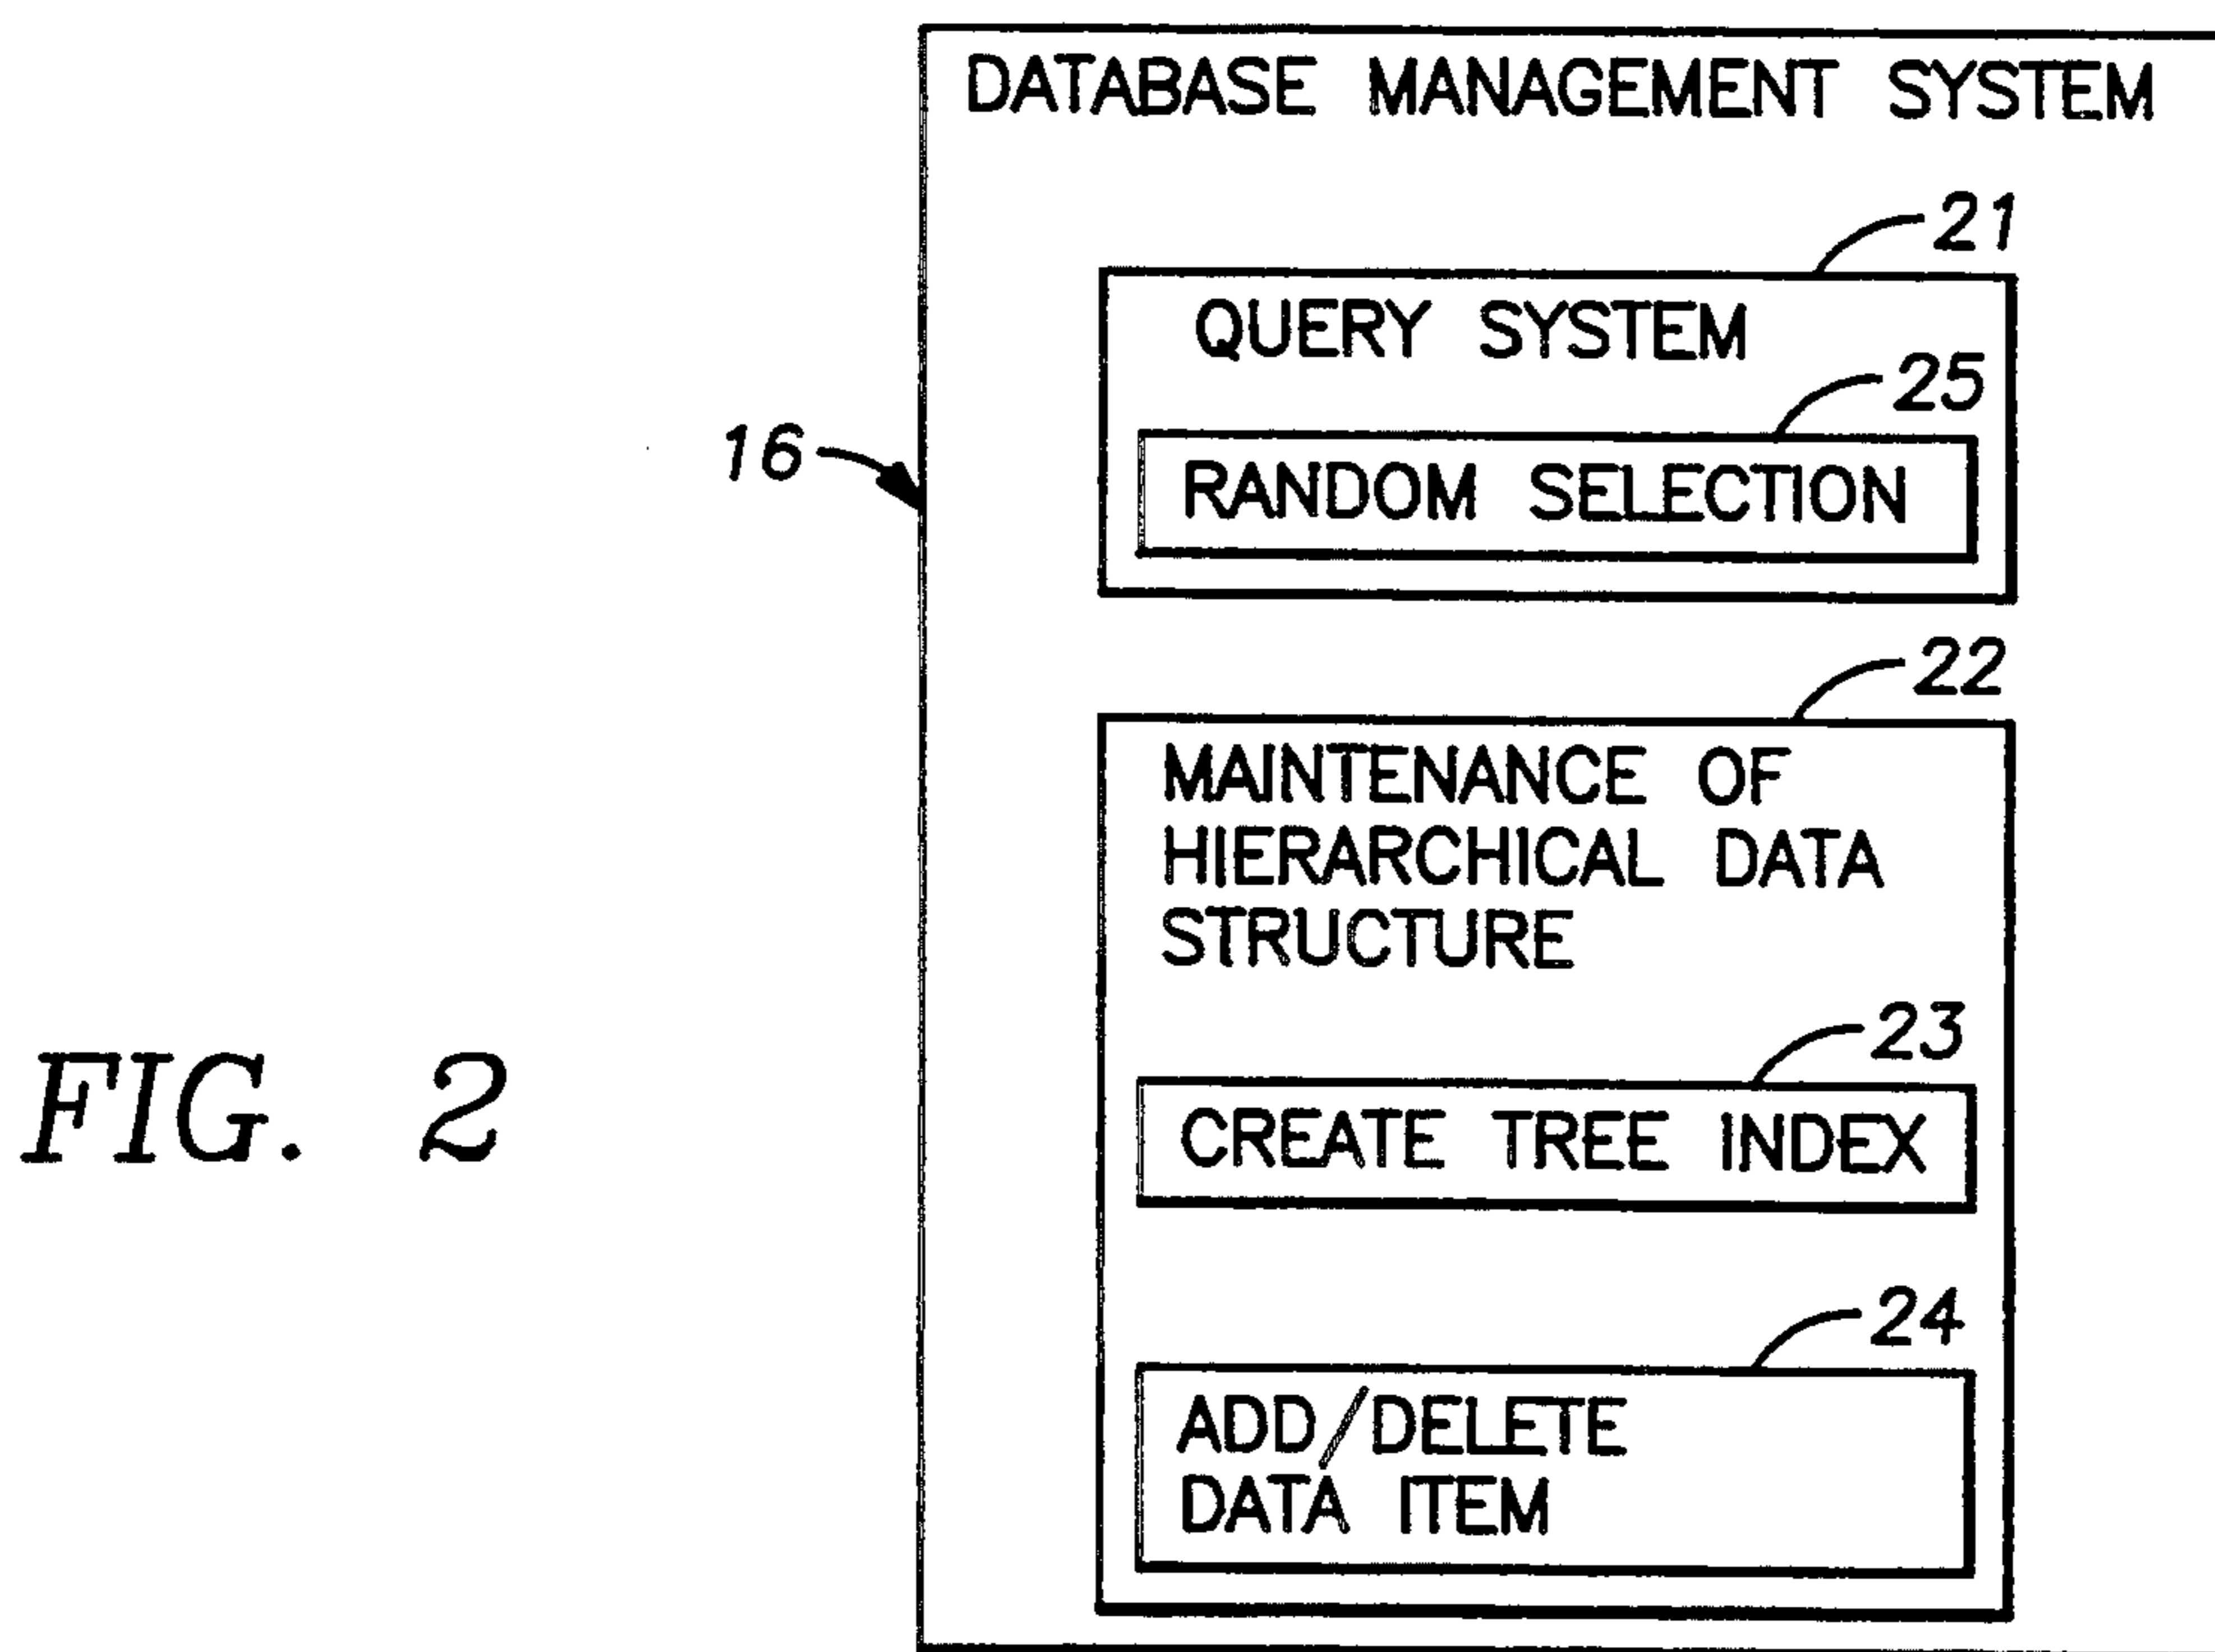 DATABASE MANAGEMENT SYSTEM
21
QUERY SYSTEM
25
16
RANDOM SELECTION
22
MAINTENANCE OF
HIERARCHICAL DATA
STRUCTURE
23
FIG. 2
CREATE TREE INDEX
24
ADD/DELETE
DATA ITEM